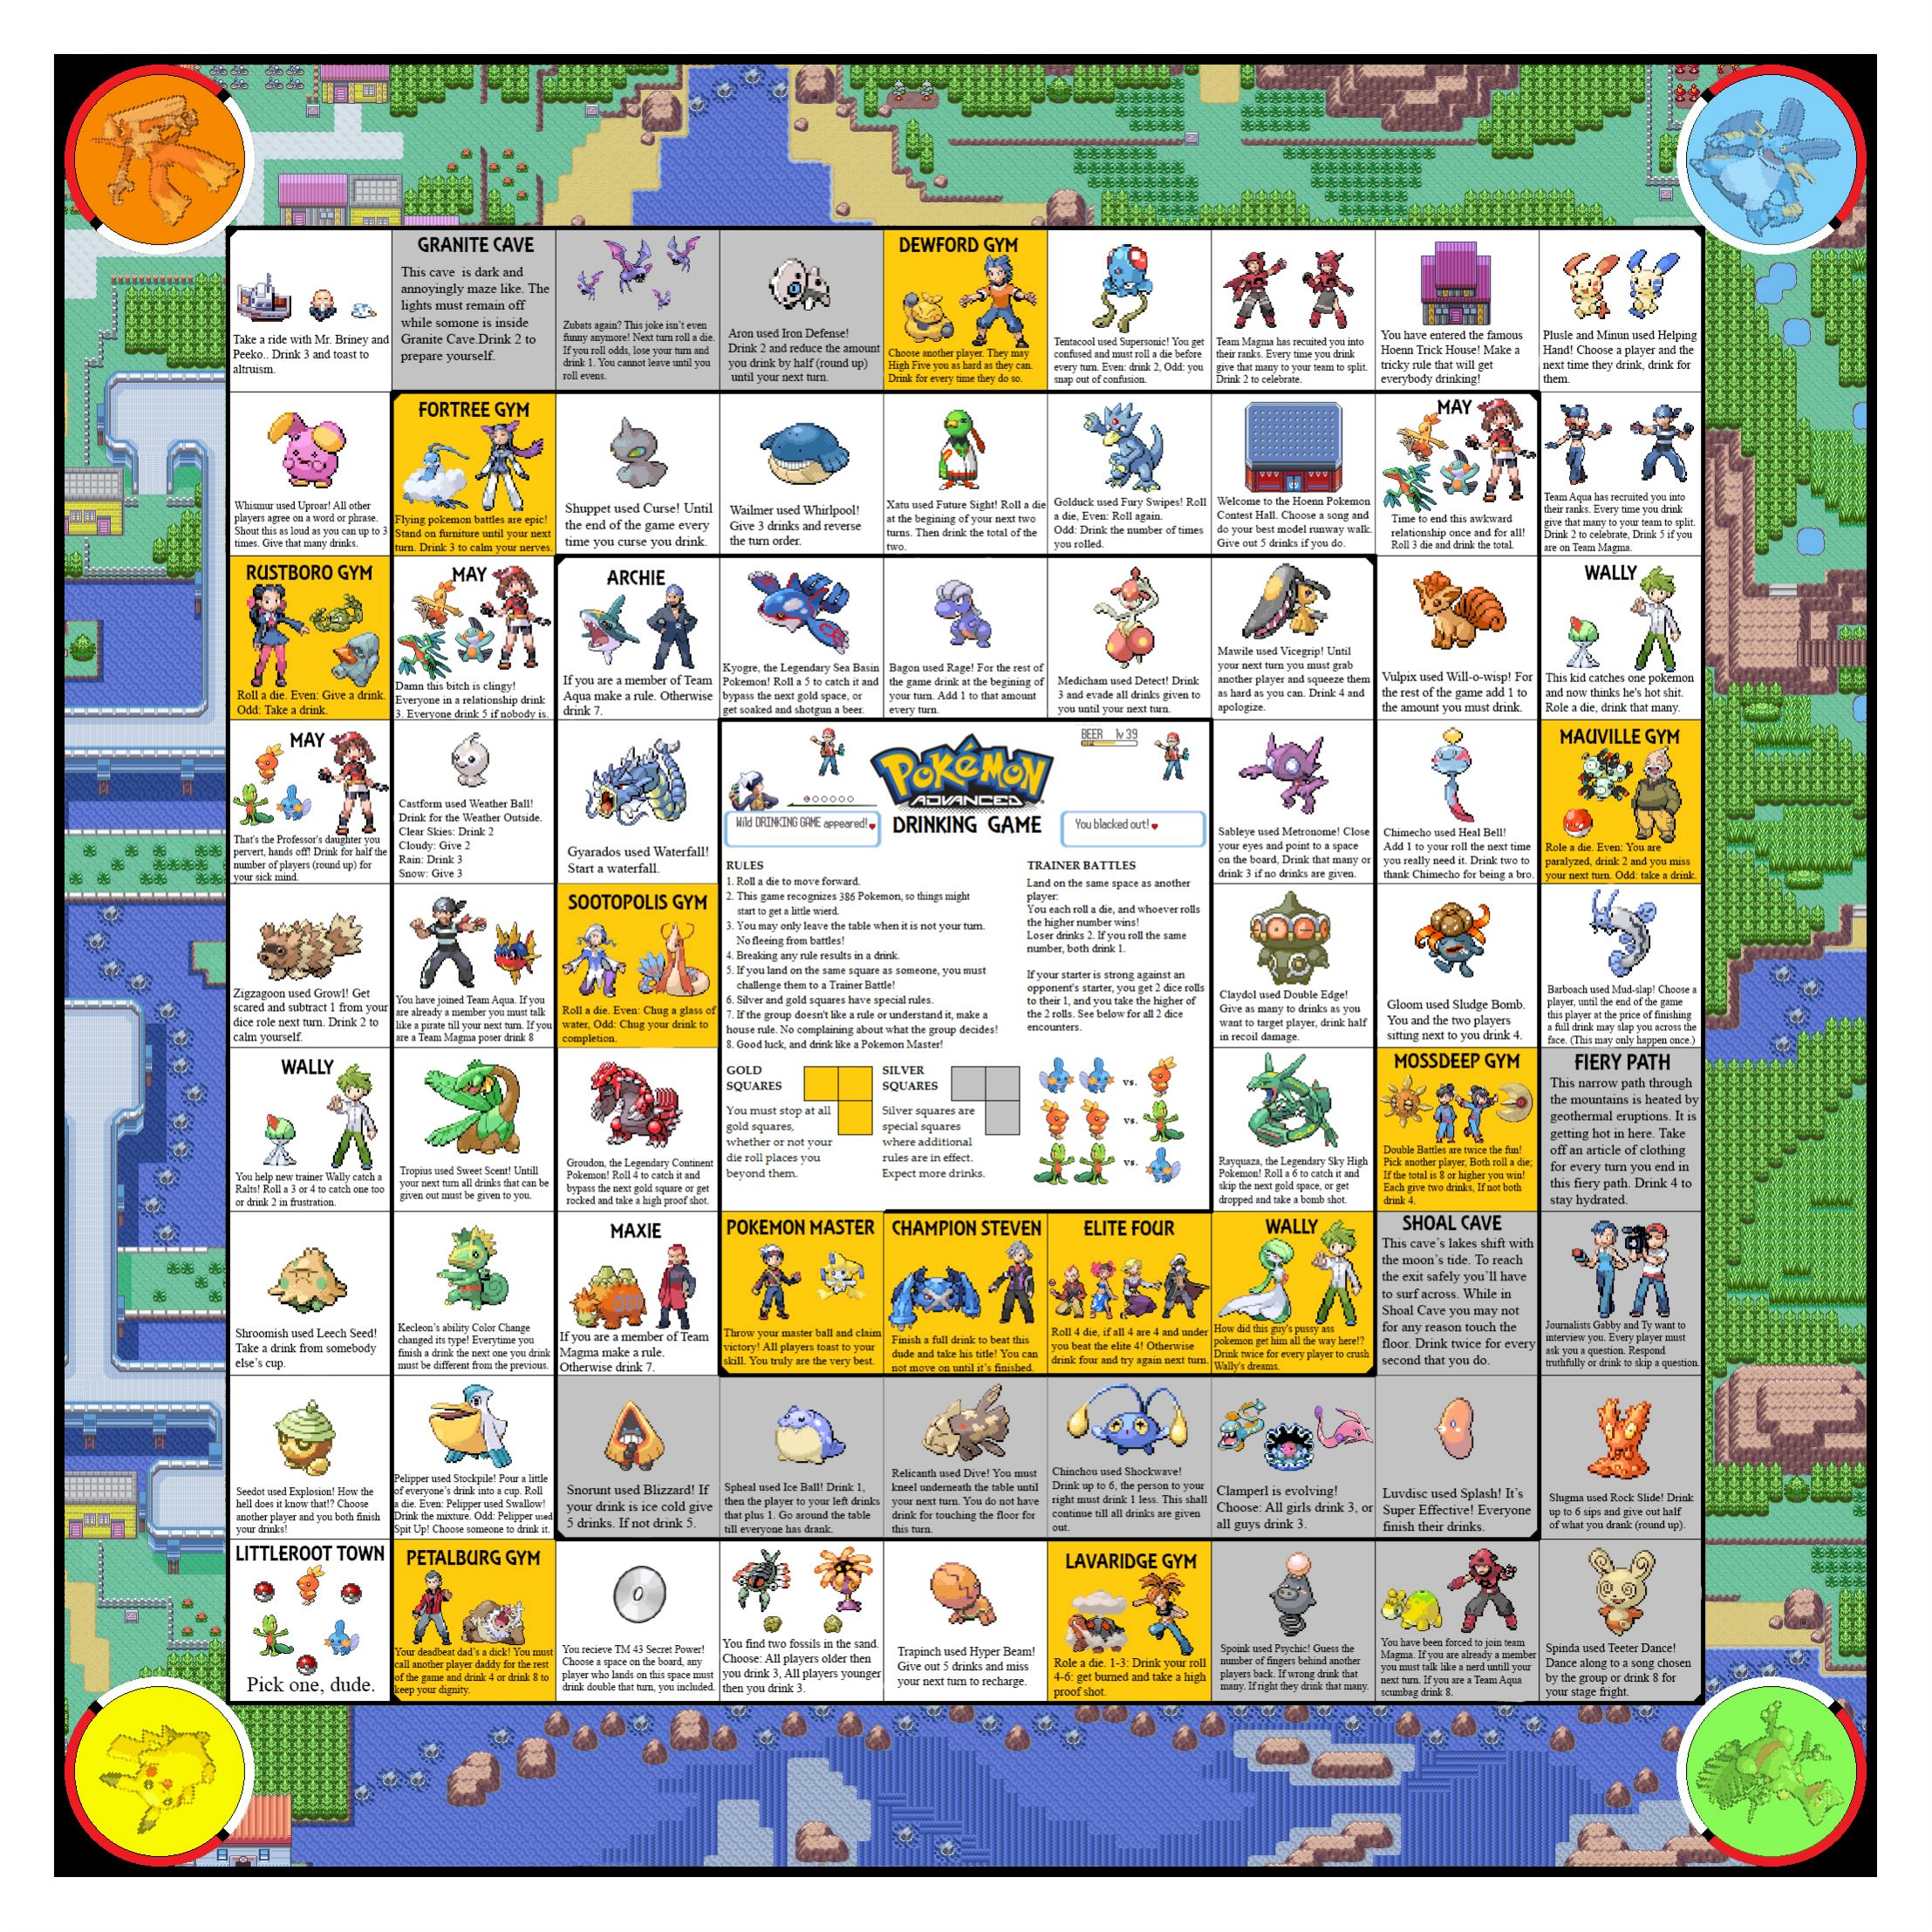 GRANITE CAVE
This cave is dark and
annoyingly maze like. The
lights must remain off
while somone is inside
Granite Cave.Drink 2 to
prepare yourself.
DEWFORD GYM
Take a ride with Mr. Briney and
Peeko.. Drink 3 and toast to
altruism.
Zubats again? This joke isn't even
funny anymore! Next turn roll a die.
If you roll odds, lose your turn and
drink 1. You cannot leave until you
roll evens.
Aron used Iron Defense!
Drink 2 and reduce the amount
you drink by half (round up)
until your next turn.
Choose another player. They may
High Five you as hard as they can.
Drink for every time they do so.
Tentacool used Supersonic! You get
confused and must roll a die before
every turn. Even: drink 2, Odd: you
snap out of confusion.
Team Magma has recuited you into
their ranks. Every time you drink
give that many to your team to split.
Drink 2 to celebrate.
You have entered the famous
Hoenn Trick House! Make a
tricky rule that will get
everybody drinking!
Plusle and Minun used Helping
Hand! Choose a player and the
next time they drink, drink for
them.
Whismur used Uproar! All other
players agree on a word or phrase.
Shout this as loud as you can up to 3
times. Give that many drinks.
FORTREE GYM
Flying pokemon battles are epic!
Stand on furniture until your next
turn. Drink 3 to calm your nerves.
Shuppet used Curse! Until
the end of the game every
time you curse you drink.
Wailmer used Whirlpool!
Give 3 drinks and reverse
the turn order.
Xatu used Future Sight! Roll a die
at the begining of your next two
turns. Then drink the total of the
two.
Golduck used Fury Swipes! Roll
a die, Even: Roll again.
Odd: Drink the number of times
you rolled.
Welcome to the Hoenn Pokemon
Contest Hall. Choose a song and
do your best model runway walk.
Give out 5 drinks if you do.
MAY
Time to end this awkward
relationship once and for all!
Roll 3 die and drink the total.
Team Aqua has recruited you into
their ranks. Every time you drink
give that many to your team to split.
Drink 2 to celebrate, Drink 5 if you
are on Team Magma.
RUSTBORO GYM
Roll a die. Even: Give a drink.
Odd: Take a drink.
MAY
Damn this bitch is clingy!
Everyone in a relationship drink
3. Everyone drink 5 if nobody is.
ARCHIE
If you are a member of Team
Aqua make a rule. Otherwise
drink 7.
Kyogre, the Legendary Sea Basin
Pokemon! Roll a 5 to catch it and
bypass the next gold space, or
get soaked and shotgun a beer.
Bagon used Rage! For the rest of
the game drink at the begining of
your turn. Add 1 to that amount
every turn.
Medicham used Detect! Drink
3 and evade all drinks given to
you until your next turn.
Mawile used Vicegrip! Until
your next turn you must grab
another player and squeeze them
as hard as you can. Drink 4 and
apologize.
Vulpix used Will-o-wisp! For
the rest of the game add 1 to
the amount you must drink.
WALLY
This kid catches one pokemon
and now thinks he's hot shit.
Role a die, drink that many.
MAY
That's the Professor's daughter you
pervert, hands off! Drink for half the
number of players (round up) for
your sick mind.
Castform used Weather Ball!
Drink for the Weather Outside.
Clear Skies: Drink 2
Cloudy: Give 2
Rain: Drink 3
Snow: Give 3
Gyarados used Waterfall!
Start a waterfall.
BEER lv 39
POKéMON
ADVANCED
DRINKING GAME
Wild DRINKING GAME appeared!
You blacked out!
RULES
1. Roll a die to move forward.
2. This game recognizes 386 Pokemon, so things might
start to get a little wierd.
3. You may only leave the table when it is not your turn.
No fleeing from battles!
4. Breaking any rule results in a drink.
5. If you land on the same square as someone, you must
challenge them to a Trainer Battle!
6. Silver and gold squares have special rules.
7. If the group doesn't like a rule or understand it, make a
house rule. No complaining about what the group decides!
8. Good luck, and drink like a Pokemon Master!
TRAINER BATTLES
Land on the same space as another
player:
You each roll a die, and whoever rolls
the higher number wins!
Loser drinks 2. If you roll the same
number, both drink 1.
If your starter is strong against an
opponent's starter, you get 2 dice rolls
to their 1, and you take the higher of
the 2 rolls. See below for all 2 dice
encounters.
vs.
vs.
vs.
GOLD
SQUARES
You must stop at all
gold squares,
whether or not your
die roll places you
beyond them.
SILVER
SQUARES
Silver squares are
special squares
where additional
rules are in effect.
Expect more drinks.
Sableye used Metronome! Close
your eyes and point to a space
on the board, Drink that many or
drink 3 if no drinks are given.
Chimecho used Heal Bell!
Add 1 to your roll the next time
you really need it. Drink two to
thank Chimecho for being a bro.
MAUVILLE GYM
Role a die. Even: You are
paralyzed, drink 2 and you miss
your next turn. Odd: take a drink.
Zigzagoon used Growl! Get
scared and subtract 1 from your
dice role next turn. Drink 2 to
calm yourself.
You have joined Team Aqua. If you
are already a member you must talk
like a pirate till your next turn. If you
are a Team Magma poser drink 8
SOOTOPOLIS GYM
Roll a die. Even: Chug a glass of
water, Odd: Chug your drink to
completion.
Claydol used Double Edge!
Give as many to drinks as you
want to target player, drink half
in recoil damage.
Gloom used Sludge Bomb.
You and the two players
sitting next to you drink 4.
Barboach used Mud-slap! Choose a
player, until the end of the game
this player at the price of finishing
a full drink may slap you across the
face. (This may only happen once.)
WALLY
You help new trainer Wally catch a
Ralts! Roll a 3 or 4 to catch one too
or drink 2 in frustration.
Tropius used Sweet Scent! Untill
your next turn all drinks that can be
given out must be given to you.
Groudon, the Legendary Continent
Pokemon! Roll 4 to catch it and
bypass the next gold square or get
rocked and take a high proof shot.
Rayquaza, the Legendary Sky High
Pokemon! Roll a 6 to catch it and
skip the next gold space, or get
dropped and take a bomb shot.
MOSSDEEP GYM
Double Battles are twice the fun!
Pick another player, Both roll a die;
If the total is 8 or higher you win!
Each give two drinks, If not both
drink 4.
FIERY PATH
This narrow path through
the mountains is heated by
geothermal eruptions. It is
getting hot in here. Take
off an article of clothing
for every turn you end in
this fiery path. Drink 4 to
stay hydrated.
Shroomish used Leech Seed!
Take a drink from somebody
else's cup.
Kecleon's ability Color Change
changed its type! Everytime you
finish a drink the next one you drink
must be different from the previous.
MAXIE
If you are a member of Team
Magma make a rule.
Otherwise drink 7.
POKEMON MASTER
Throw your master ball and claim
victory! All players toast to your
skill. You truly are the very best.
CHAMPION STEVEN
Finish a full drink to beat this
dude and take his title! You can
not move on until it's finished.
ELITE FOUR
Roll 4 die, if all 4 are 4 and under
you beat the elite 4! Otherwise
drink four and try again next turn.
WALLY
How did this guy's pussy ass
pokemon get him all the way here!?
Drink twice for every player to crush
Wally's dreams.
SHOAL CAVE
This cave's lakes shift with
the moon's tide. To reach
the exit safely you'll have
to surf across. While in
Shoal Cave you may not
for any reason touch the
floor. Drink twice for every
second that you do.
Journalists Gabby and Ty want to
interview you. Every player must
ask you a question. Respond
truthfully or drink to skip a question.
Seedot used Explosion! How the
hell does it know that!? Choose
another player and you both finish
your drinks!
Pelipper used Stockpile! Pour a little
of everyone's drink into a cup. Roll
a die. Even: Pelipper used Swallow!
Drink the mixture. Odd: Pelipper used
Spit Up! Choose someone to drink it.
Snorunt used Blizzard! If
your drink is ice cold give
5 drinks. If not drink 5.
Spheal used Ice Ball! Drink 1,
then the player to your left drinks
that plus 1. Go around the table
till everyone has drank.
Relicanth used Dive! You must
kneel underneath the table until
your next turn. You do not have
drink for touching the floor for
this turn.
Chinchou used Shockwave!
Drink up to 6, the person to your
right must drink 1 less. This shall
continue till all drinks are given
out.
Clamperl is evolving!
Choose: All girls drink 3, or
all guys drink 3.
Luvdisc used Splash! It's
Super Effective! Everyone
finish their drinks.
Slugma used Rock Slide! Drink
up to 6 sips and give out half
of what you drank (round up).
LITTLEROOT TOWN
Pick one, dude.
PETALBURG GYM
Your deadbeat dad's a dick! You must
call another player daddy for the rest
of the game and drink 4 or drink 8 to
keep your dignity.
You recieve TM 43 Secret Power!
Choose a space on the board, any
player who lands on this space must
drink double that turn, you included.
You find two fossils in the sand.
Choose: All players older then
you drink 3, All players younger
then you drink 3.
Trapinch used Hyper Beam!
Give out 5 drinks and miss
your next turn to recharge.
LAVARIDGE GYM
Role a die. 1-3: Drink your roll
4-6: get burned and take a high
proof shot.
Spoink used Psychic! Guess the
number of fingers behind another
players back. If wrong drink that
many. If right they drink that many.
You have been forced to join team
Magma. If you are already a member
you must talk like a nerd untill your
next turn. If you are a Team Aqua
scumbag drink 8.
Spinda used Teeter Dance!
Dance along to a song chosen
by the group or drink 8 for
your stage fright.